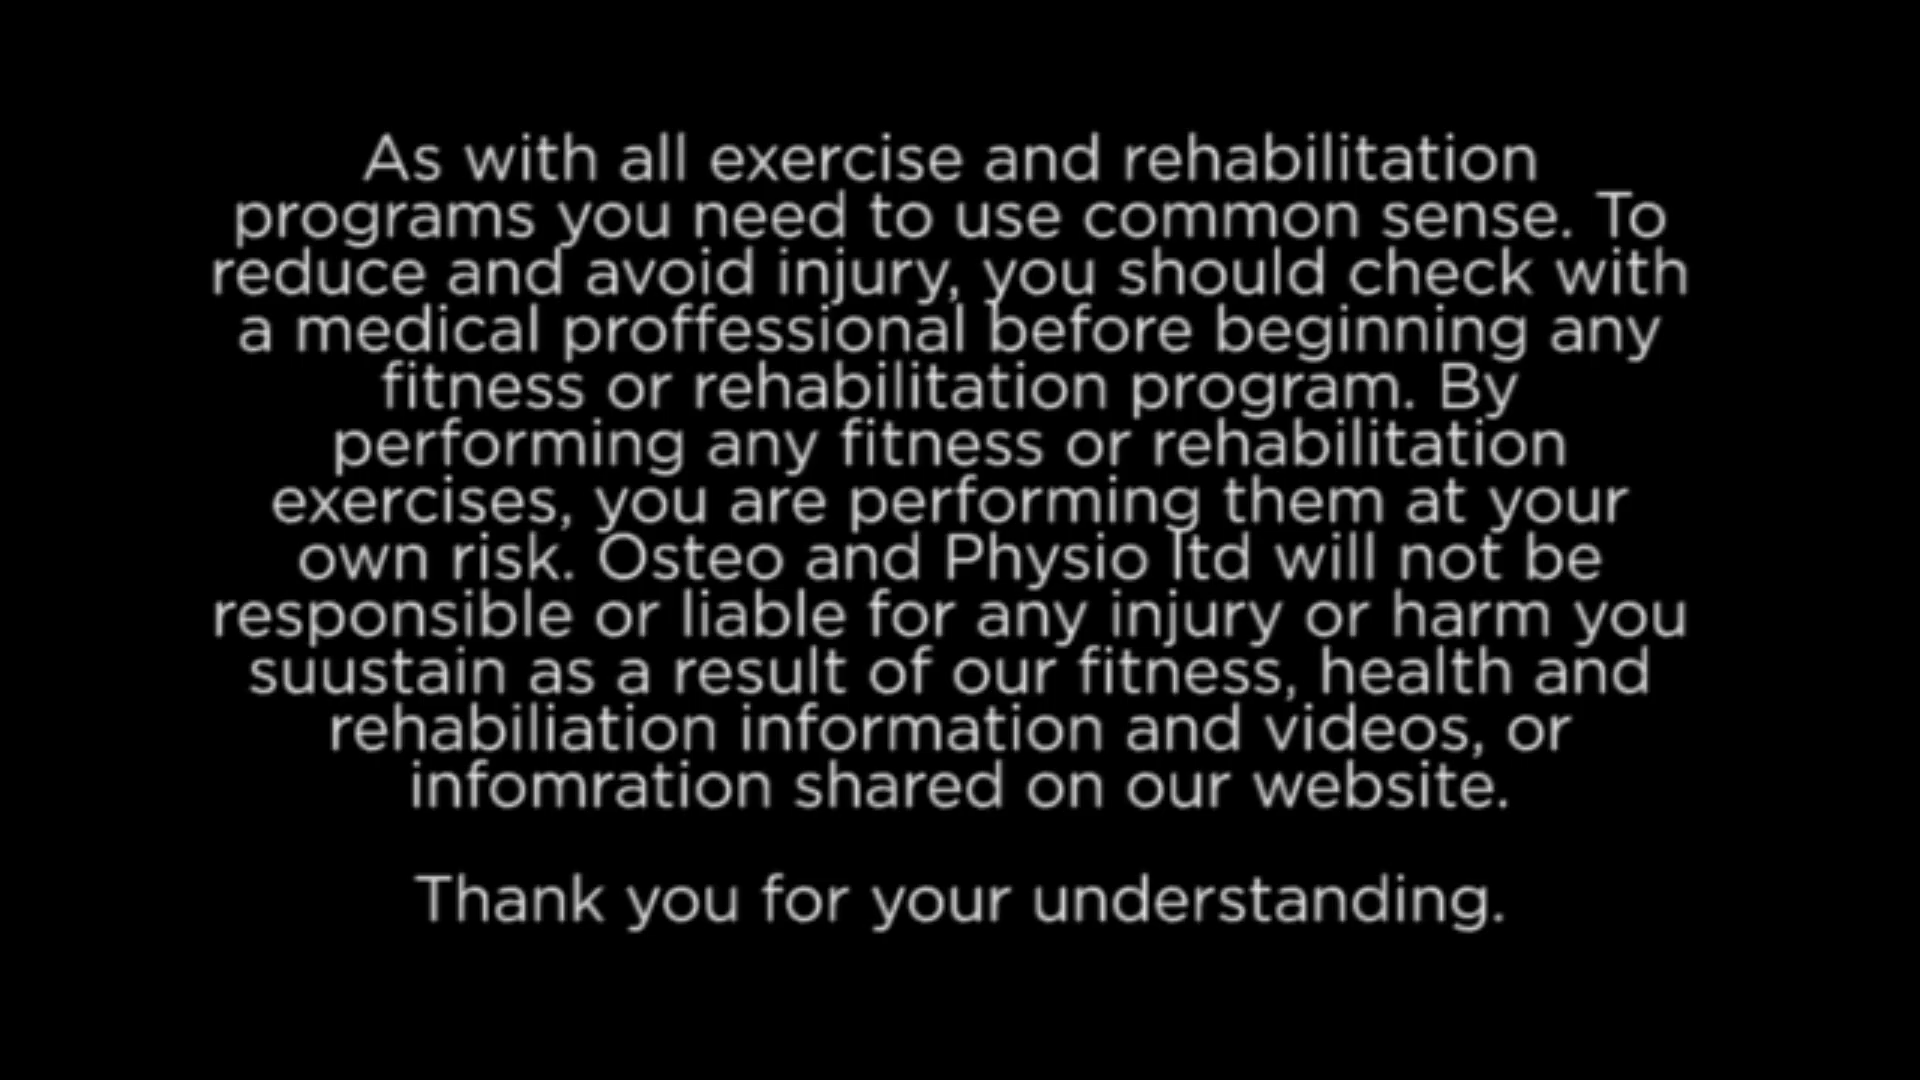 As with all exercise and rehabilitation
programs you need to use common sense. To
reduce and avoid injury, you should check with
a medical proffessional before beginning any
fitness or rehabilitation program. By
performing any fitness or rehabilitation
exercises, you are performing them at your
own risk. Osteo and Physio ltd will not be
responsible or liable for any injury or harm you
suustain as a result of our fitness, health and
rehabiliation information and videos, or
infomration shared on our website.
Thank you for your understanding.